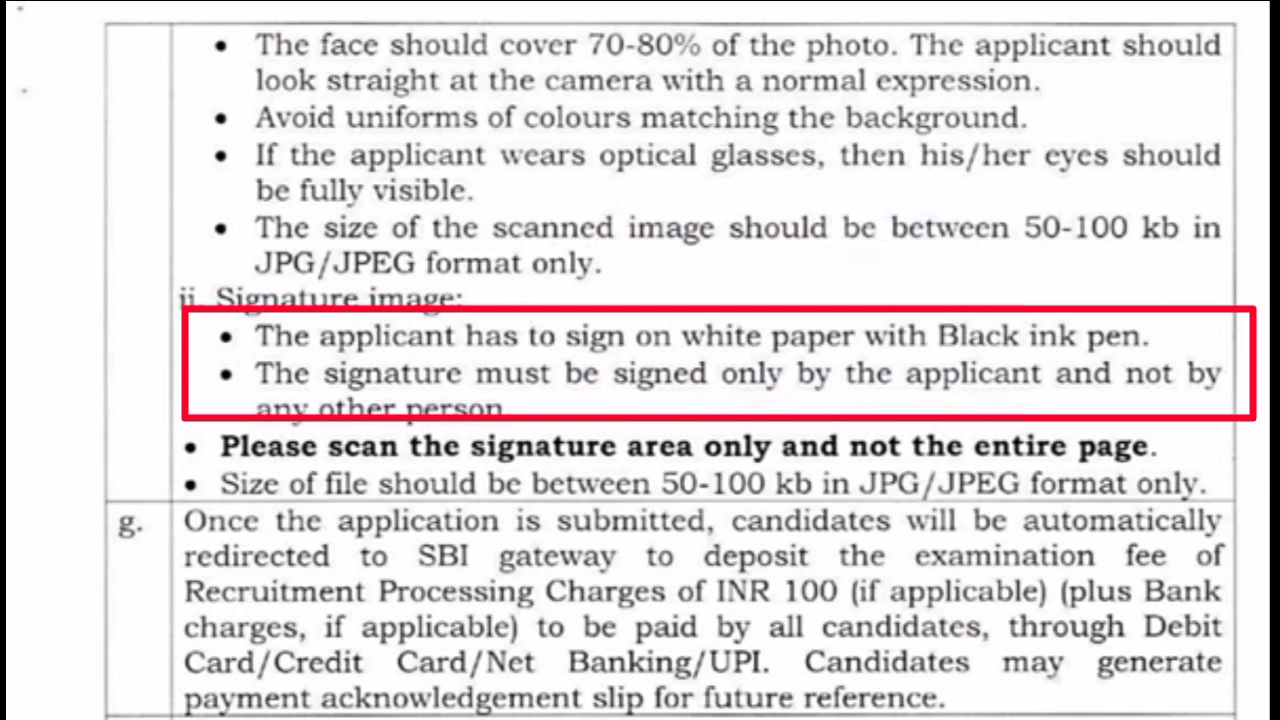 • The face should cover 70-80% of the photo. The applicant should
look straight at the camera with a normal expression.
• Avoid uniforms of colours matching the background.
• If the applicant wears optical glasses, then his/her eyes should
be fully visible.
• The size of the scanned image should be between 50-100 kb in
JPG/JPEG format only.
ii. Signature image:
• The applicant has to sign on white paper with Black ink pen.
• The signature must be signed only by the applicant and not by
any other person.
• Please scan the signature area only and not the entire page.
• Size of file should be between 50-100 kb in JPG/JPEG format only.
g. Once the application is submitted, candidates will be automatically
redirected to SBI gateway to deposit the examination fee of
Recruitment Processing Charges of INR 100 (if applicable) (plus Bank
charges, if applicable) to be paid by all candidates, through Debit
Card/Credit Card/Net Banking/UPI. Candidates may generate
payment acknowledgement slip for future reference.